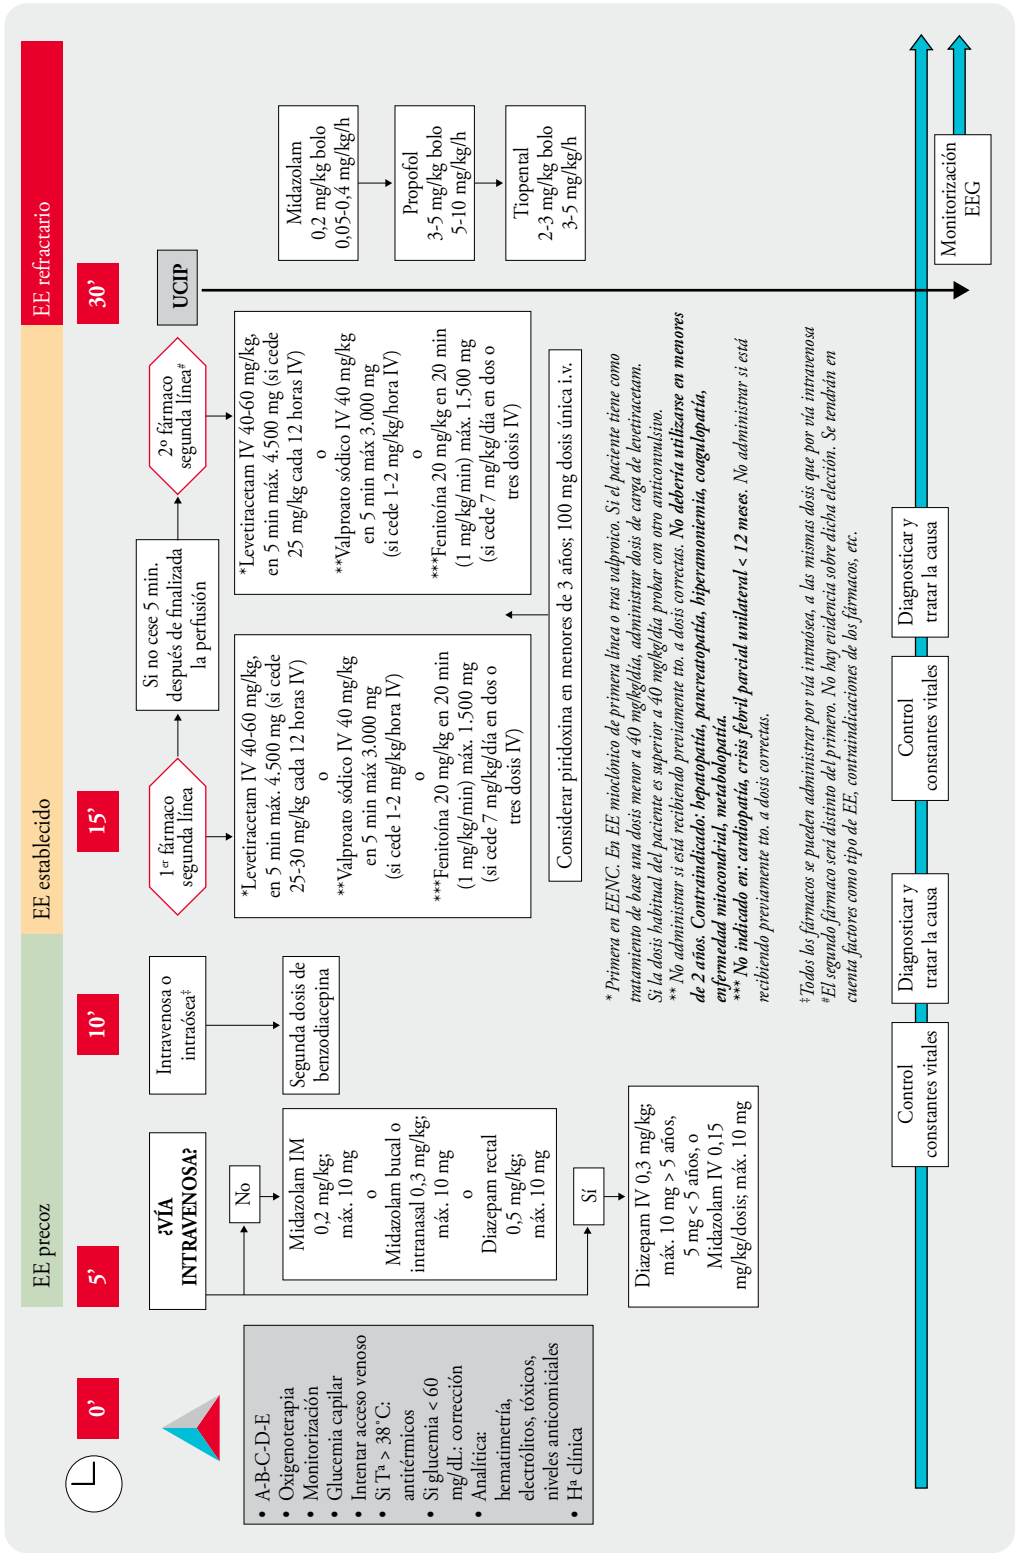 EE precoz
EE establecido
EE refractario
0’
5’
10’
15’
30’
• A-B-C-D-E
• Oxigenoterapia
• Monitorización
• Glucemia capilar
• Intentar acceso venoso
• Si Tª > 38˚C:
antitérmicos
• Si glucemia < 60
mg/dL: corrección
• Analítica:
hematimetría,
electrólitos, tóxicos,
niveles anticomiciales
• Hª clínica
¿VÍA
INTRAVENOSA?
No
Midazolam IM
0,2 mg/kg;
máx. 10 mg
o
Midazolam bucal o
intranasal 0,3 mg/kg;
máx. 10 mg
o
Diazepam rectal
0,5 mg/kg;
máx. 10 mg
Sí
Diazepam IV 0,3 mg/kg;
máx. 10 mg > 5 años,
5 mg < 5 años, o
Midazolam IV 0,15
mg/kg/dosis; máx. 10 mg
Intravenosa o
intraósea‡
Segunda dosis de
benzodiacepina
1er fármaco
segunda línea
Si no cese 5 min.
después de finalizada
la perfusión
2º fármaco
segunda línea#
*Levetiracetam IV 40-60 mg/kg,
en 5 min máx. 4.500 mg (si cede
25-30 mg/kg cada 12 horas IV)
o
**Valproato sódico IV 40 mg/kg
en 5 min máx 3.000 mg
(si cede 1-2 mg/kg/hora IV)
o
***Fenitoína 20 mg/kg en 20 min
(1 mg/kg/min) máx. 1.500 mg
(si cede 7 mg/kg/día en dos o
tres dosis IV)
*Levetiracetam IV 40-60 mg/kg,
en 5 min máx. 4.500 mg (si cede
25 mg/kg cada 12 horas IV)
o
**Valproato sódico IV 40 mg/kg
en 5 min máx 3.000 mg
(si cede 1-2 mg/kg/hora IV)
o
***Fenitoína 20 mg/kg en 20 min
(1 mg/kg/min) máx. 1.500 mg
(si cede 7 mg/kg/día en dos o
tres dosis IV)
Considerar piridoxina en menores de 3 años; 100 mg dosis única i.v.
UCIP
Midazolam
0,2 mg/kg bolo
0,05-0,4 mg/kg/h
Propofol
3-5 mg/kg bolo
5-10 mg/kg/h
Tiopental
2-3 mg/kg bolo
3-5 mg/kg/h
* Primera en EENC. En EE mioclónico de primera línea o tras valproico. Si el paciente tiene como
tratamiento de base una dosis menor a 40 mg/kg/día, administrar dosis de carga de levetiracetam.
Si la dosis habitual del paciente es superior a 40 mg/kg/día probar con otro anticonvulsivo.
** No administrar si está recibiendo previamente tto. a dosis correctas. No debería utilizarse en menores
de 2 años. Contraindicado: hepatopatía, pancreatopatía, hiperamoniemia, coagulopatía,
enfermedad mitocondrial, metabolopatía.
*** No indicado en: cardiopatía, crisis febril parcial unilateral < 12 meses. No administrar si está
recibiendo previamente tto. a dosis correctas.
‡Todos los fármacos se pueden administrar por vía intraósea, a las mismas dosis que por vía intravenosa
#El segundo fármaco será distinto del primero. No hay evidencia sobre dicha elección. Se tendrán en
cuenta factores como tipo de EE, contraindicaciones de los fármacos, etc.
Control
constantes vitales
Diagnosticar y
tratar la causa
Control
constantes vitales
Diagnosticar y
tratar la causa
Monitorización
EEG